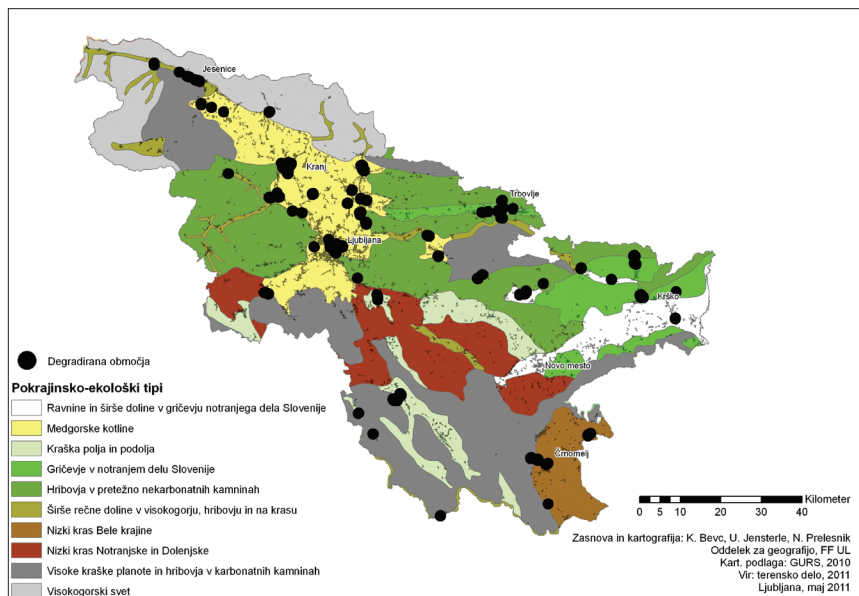 Jesenice
Kranj
Trbovlje
Ljubljana
Krško
Novo mesto
Črnomelj
Degradirana območja
Pokrajinsko-ekološki tipi
Ravnine in širše doline v gričevju notranjega dela Slovenije
Medgorske kotline
Kraška polja in podolja
Gričevje v notranjem delu Slovenije
Hribovja v pretežno nekarbonatnih kamninah
Širše rečne doline v visokogorju, hribovju in na krasu
Nizki kras Bele krajine
Nizki kras Notranjske in Dolenjske
Visoke kraške planote in hribovja v karbonatnih kamninah
Visokogorski svet
Kilometer
0 5 10 20 30 40
Zasnova in kartografija: K. Bevc, U. Jensterle, N. Prelesnik
Oddelek za geografijo, FF UL
Kart. podlaga: GURS, 2010
Vir: terensko delo, 2011
Ljubljana, maj 2011